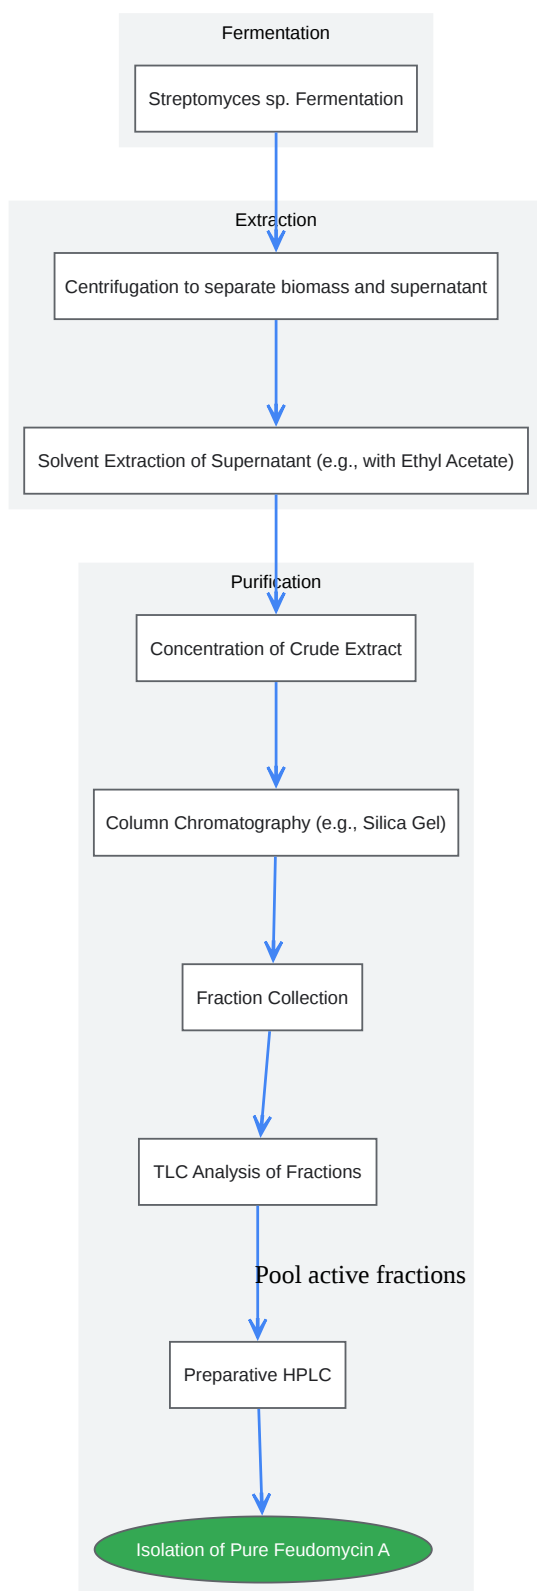 Fermentation
Streptomyces sp. Fermentation
Extraction
Centrifugation to separate biomass and supernatant
Solvent Extraction of Supernatant (e.g., with Ethyl Acetate)
Purification
Concentration of Crude Extract
Column Chromatography (e.g., Silica Gel)
Fraction Collection
TLC Analysis of Fractions
Pool active fractions
Preparative HPLC
Isolation of Pure Feudomycin A